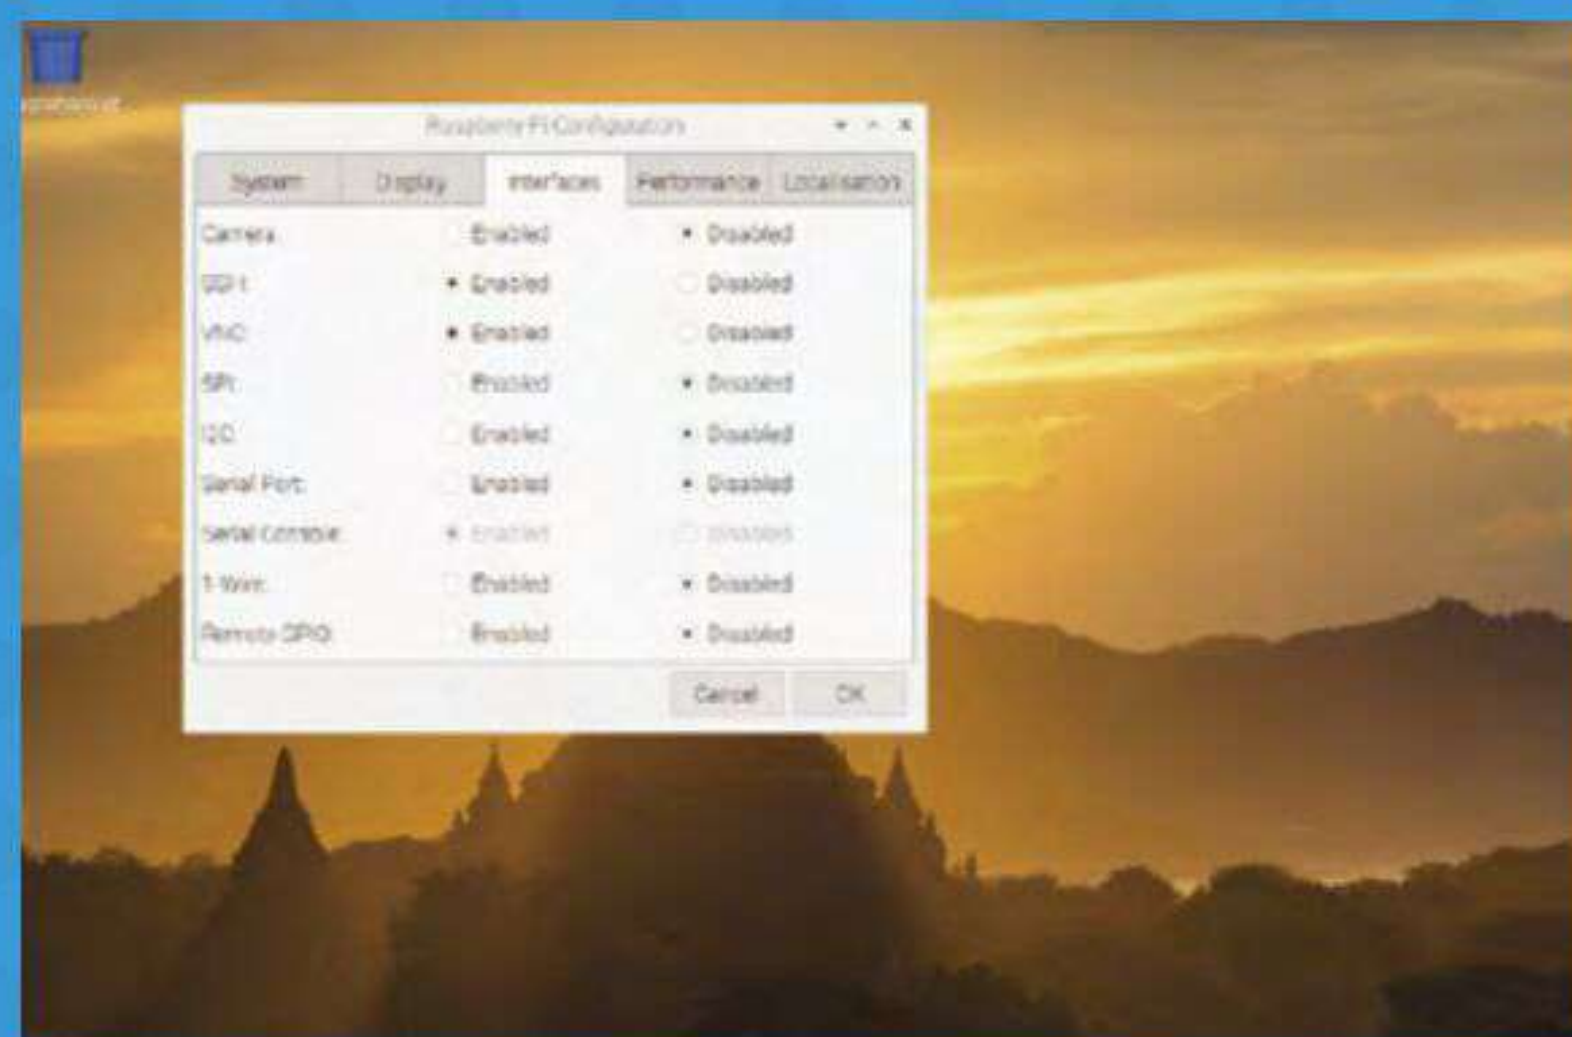 Raspberry Pi Configuration
System Display Interfaces Performance Localisation
Camera: Enabled Disabled
SSH: Enabled Disabled
VNC: Enabled Disabled
SPI: Enabled Disabled
I2C: Enabled Disabled
Serial Port: Enabled Disabled
Serial Console: Enabled Disabled
1-Wire: Enabled Disabled
Remote GPIO: Enabled Disabled
Cancel OK